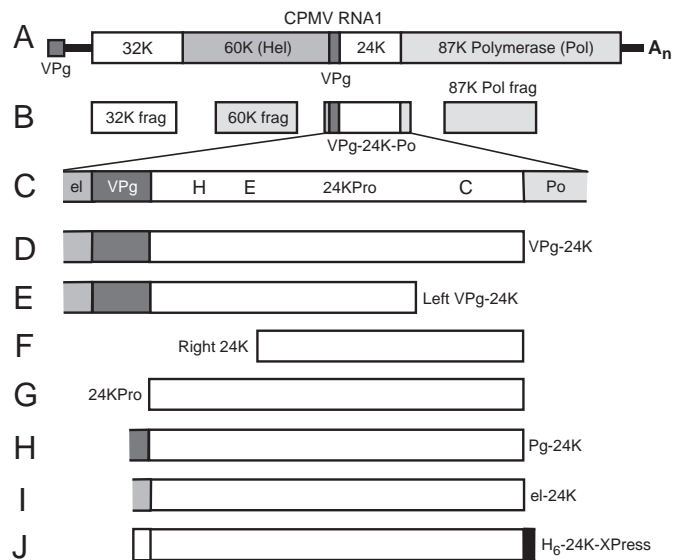 CPMV RNA1
A
32K 60K (Hel) 24K 87K Polymerase (Pol) An
VPg
VPg
87K Pol frag
B
32K frag 60K frag
VPg-24K-Po
C
el VPg H E 24KPro C Po
D
VPg-24K
E
Left VPg-24K
F
Right 24K
G
24KPro
H
Pg-24K
I
el-24K
J
H6-24K-XPress